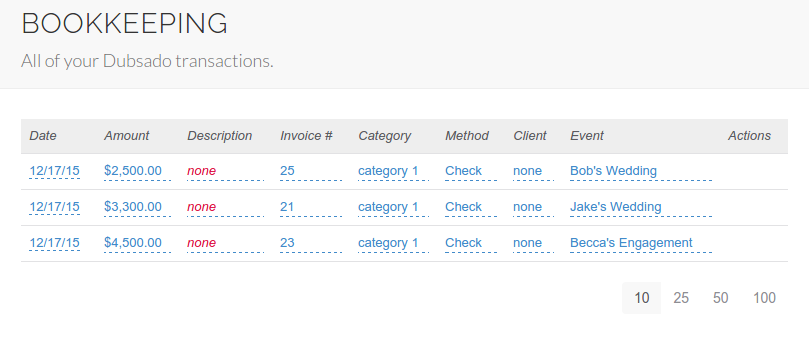 BOOKKEEPING
All of your Dubsado transactions.
Date Amount Description Invoice # Category Method Client Event Actions
12/17/15 $2,500.00 none 25 category 1 Check none Bob's Wedding
12/17/15 $3,300.00 none 21 category 1 Check none Jake's Wedding
12/17/15 $4,500.00 none 23 category 1 Check none Becca's Engagement
10 25 50 100